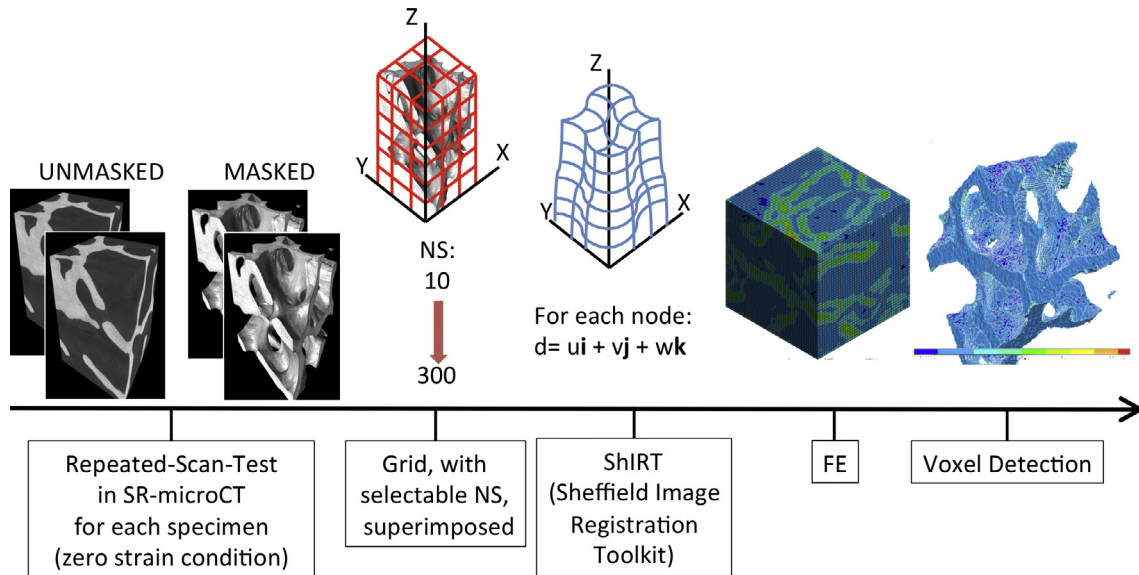 UNMASKED
MASKED
Z
Y
X
NS:
10
300
Z
Y
X
For each node:
d= ui + vj + wk
Repeated-Scan-Test
in SR-microCT
for each specimen
(zero strain condition)
Grid, with
selectable NS,
superimposed
ShIRT
(Sheffield Image
Registration
Toolkit)
FE
Voxel Detection